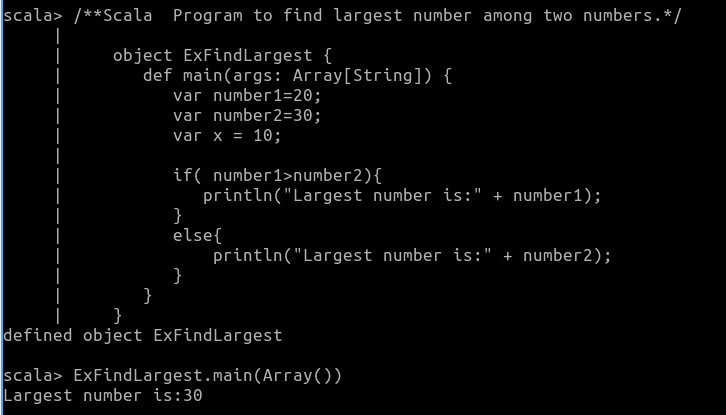 scala> /**Scala  Program to find largest number among two numbers.*/
     |
     |     object ExFindLargest {
     |        def main(args: Array[String]) {
     |           var number1=20;
     |           var number2=30;
     |           var x = 10;
     |
     |           if( number1>number2){
     |              println("Largest number is:" + number1);
     |           }
     |           else{
     |               println("Largest number is:" + number2);
     |           }
     |        }
     |     }
defined object ExFindLargest

scala> ExFindLargest.main(Array())
Largest number is:30